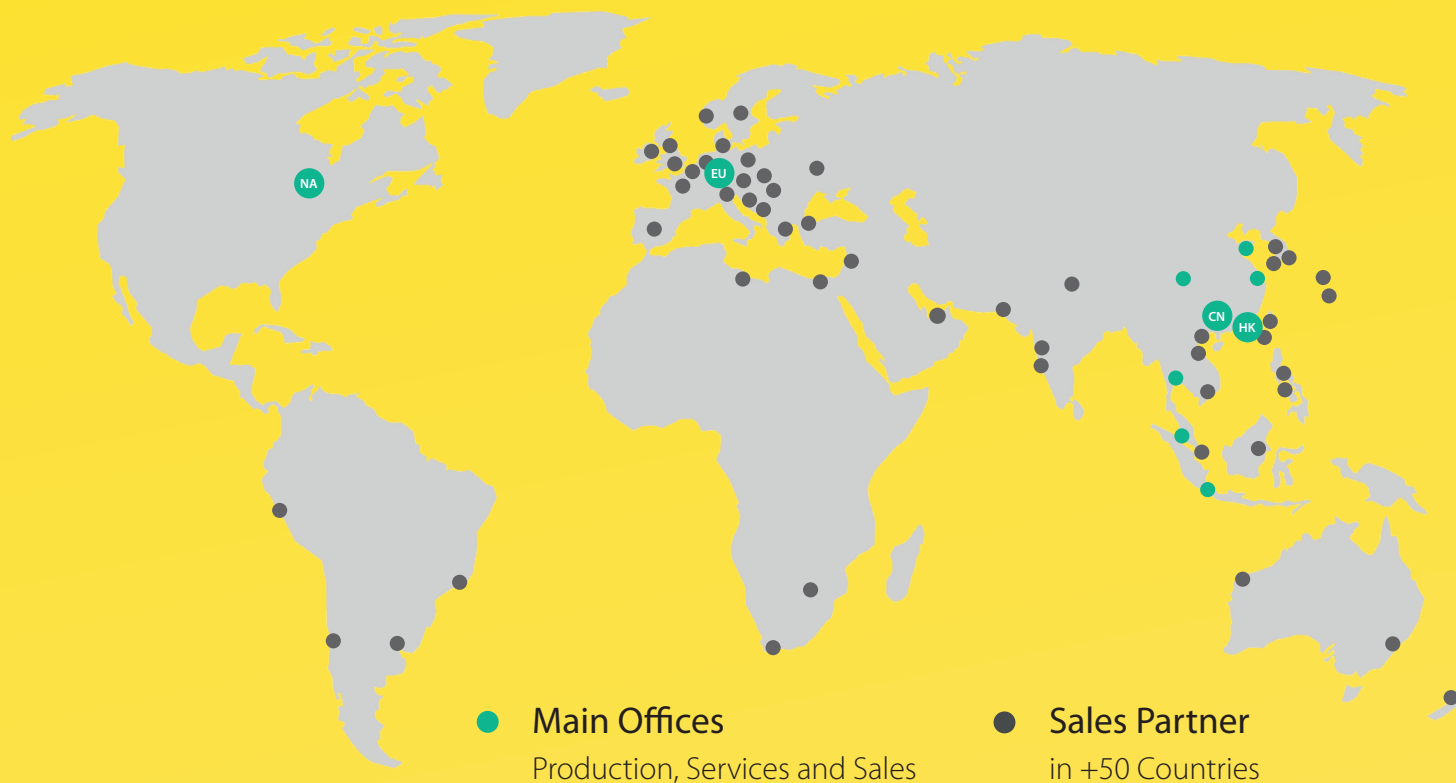 NA
EU
CN
HK
Main Offices
Production, Services and Sales
Sales Partner
in +50 Countries